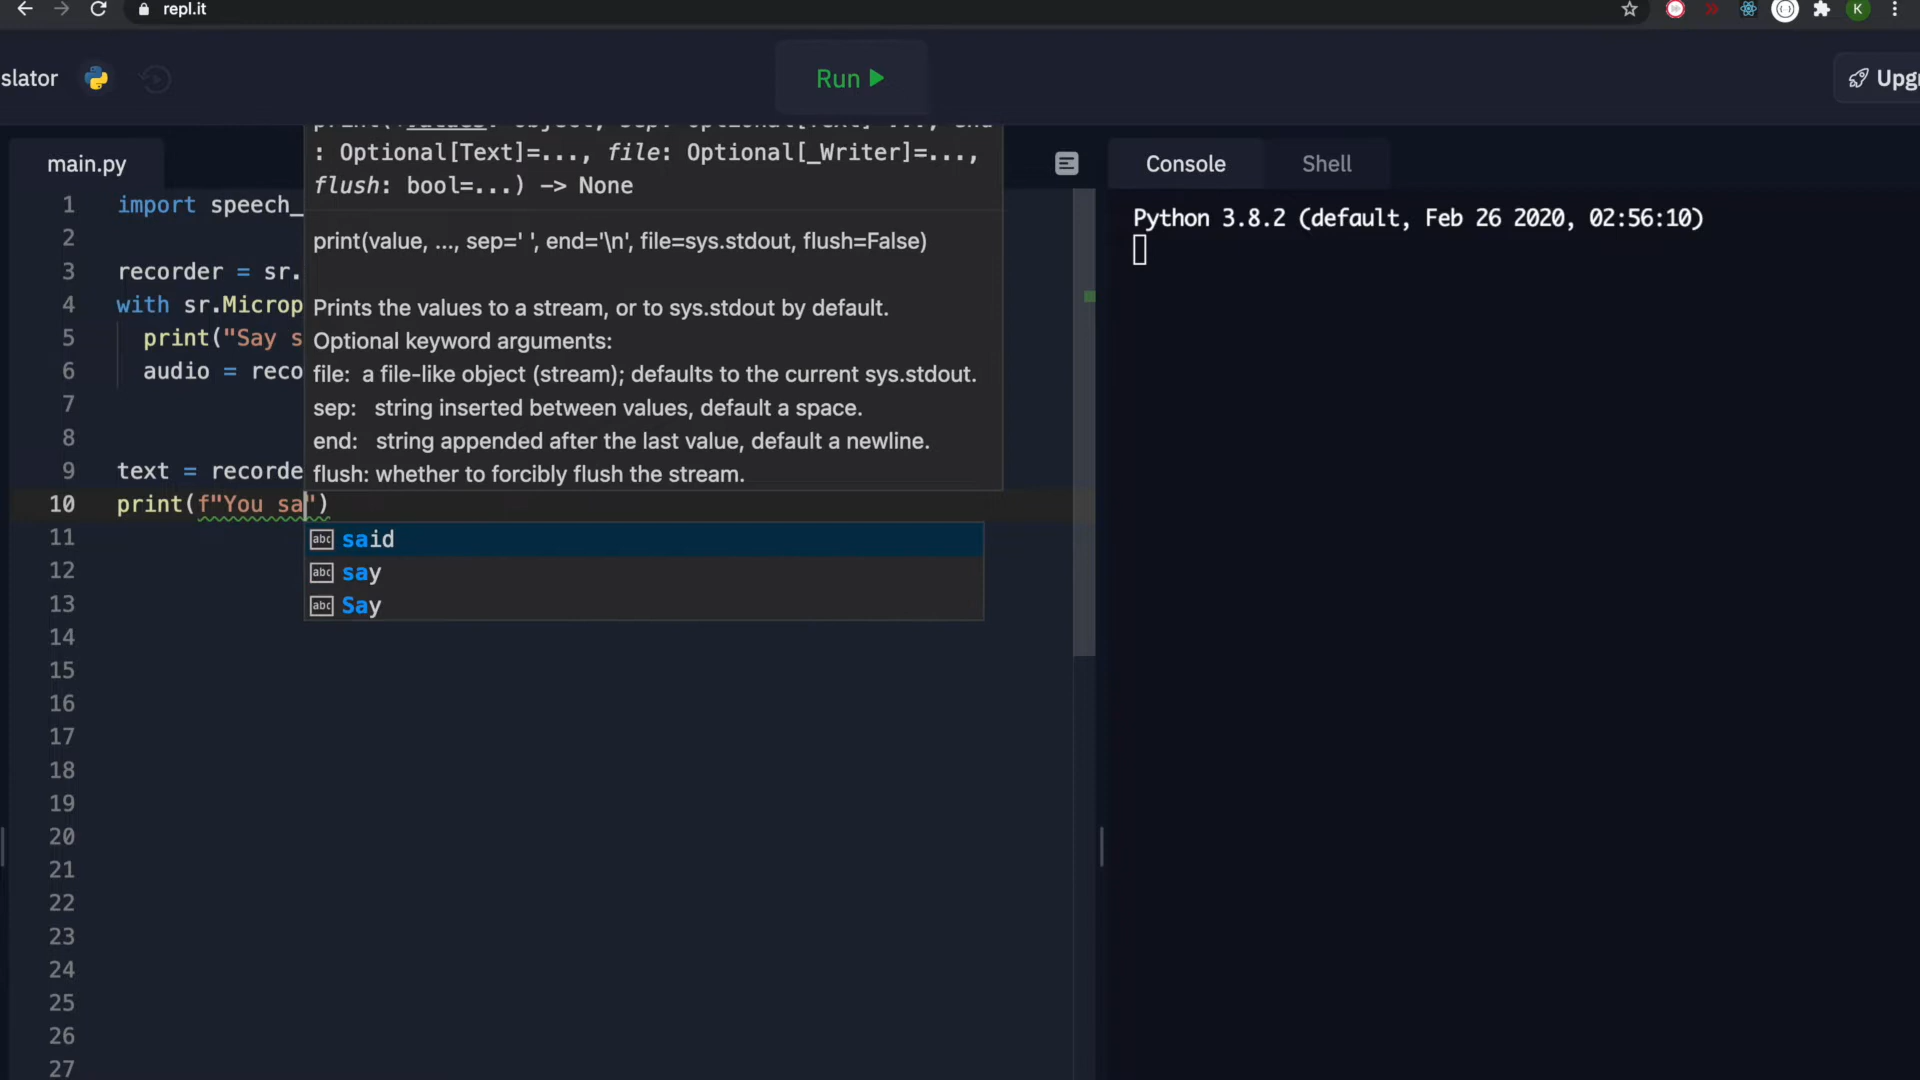 repl.it
K
slator
Run
Upg
main.py
Console
Shell
: Optional[Text]=..., file: Optional[_Writer]=...,
flush: bool=...) -> None
print(value, ..., sep=' ', end='\n', file=sys.stdout, flush=False)
Prints the values to a stream, or to sys.stdout by default.
Optional keyword arguments:
file: a file-like object (stream); defaults to the current sys.stdout.
sep: string inserted between values, default a space.
end: string appended after the last value, default a newline.
flush: whether to forcibly flush the stream.
1 import speech_
2
3 recorder = sr.
4 with sr.Microp
5 print("Say s
6 audio = reco
7
8
9 text = recorde
10 print(f"You sa")
abc said
abc say
abc Say
11
12
13
14
15
16
17
18
19
20
21
22
23
24
25
26
27
Python 3.8.2 (default, Feb 26 2020, 02:56:10)